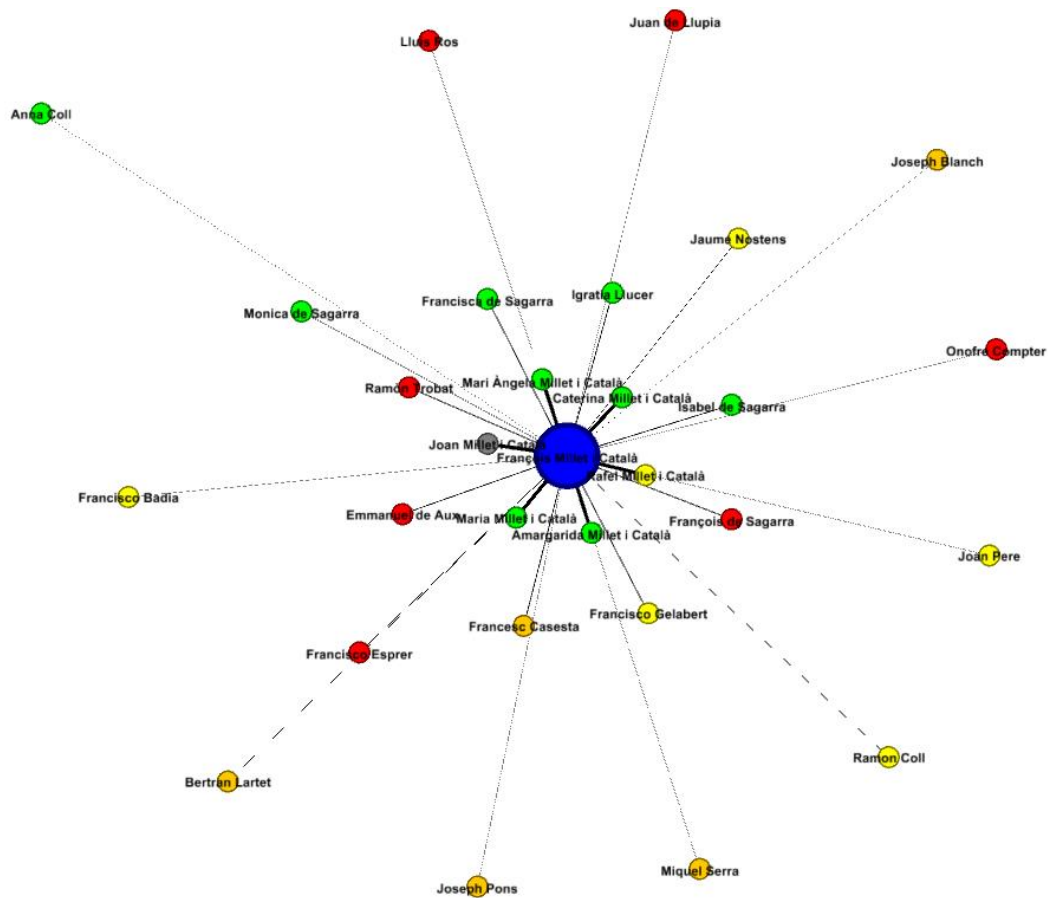 Juan de Llupia
Lluis Ros
Anna Coll
Joseph Blanch
Jaume Nostens
Francisca de Sagarra
Igratia Llucer
Monica de Sagarra
Onofre Compter
Mari Àngela Millet i Català
Ramón Trobat
Caterina Millet i Català
Isabel de Sagarra
Joan Millet i Català
François Millet i Català
Rafel Millet i Català
Francisco Badia
Emmanuel de Aux
Maria Millet i Català
François de Sagarra
Amargarida Millet i Català
Joan Pere
Francisco Gelabert
Francesc Casesta
Francisco Esprer
Ramon Coll
Bertran Lartet
Miquel Serra
Joseph Pons